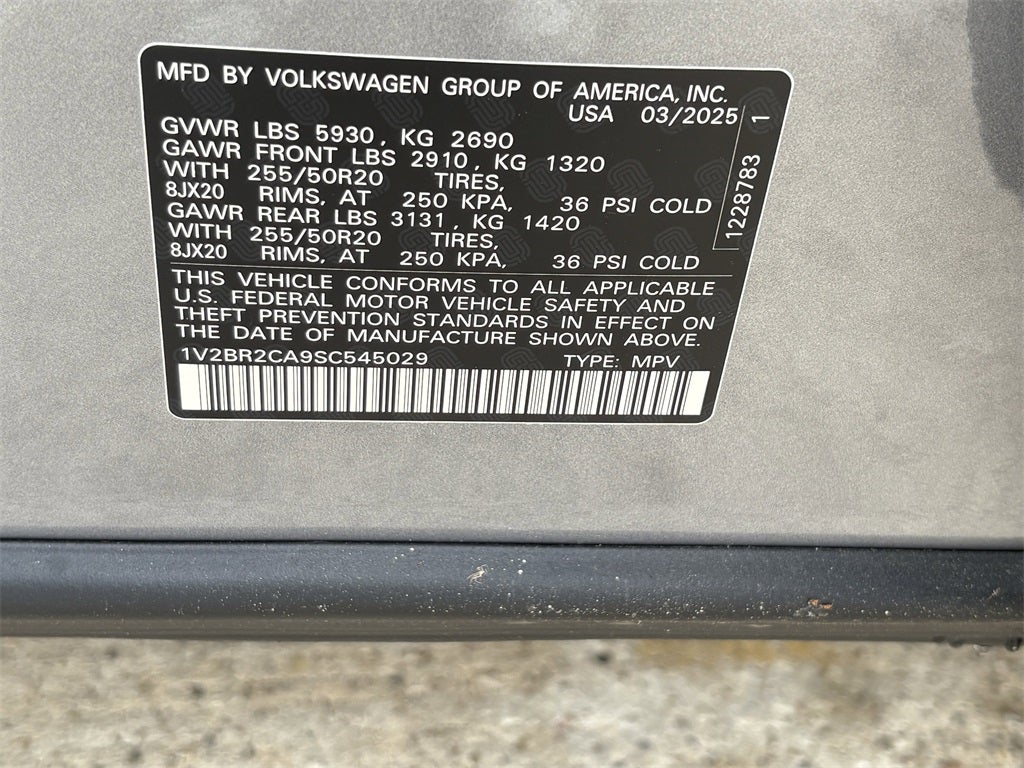 MFD BY VOLKSWAGEN GROUP OF AMERICA, INC.
USA 03/2025
GVWR LBS 5930, KG 2690
GAWR FRONT LBS 2910, KG 1320
WITH 255/50R20 TIRES,
8JX20 RIMS, AT 250 KPA, 36 PSI COLD
GAWR REAR LBS 3131, KG 1420
WITH 255/50R20 TIRES,
8JX20 RIMS, AT 250 KPA, 36 PSI COLD
1228783 1
THIS VEHICLE CONFORMS TO ALL APPLICABLE
U.S. FEDERAL MOTOR VEHICLE SAFETY AND
THEFT PREVENTION STANDARDS IN EFFECT ON
THE DATE OF MANUFACTURE SHOWN ABOVE.
1V2BR2CA9SC545029 TYPE: MPV